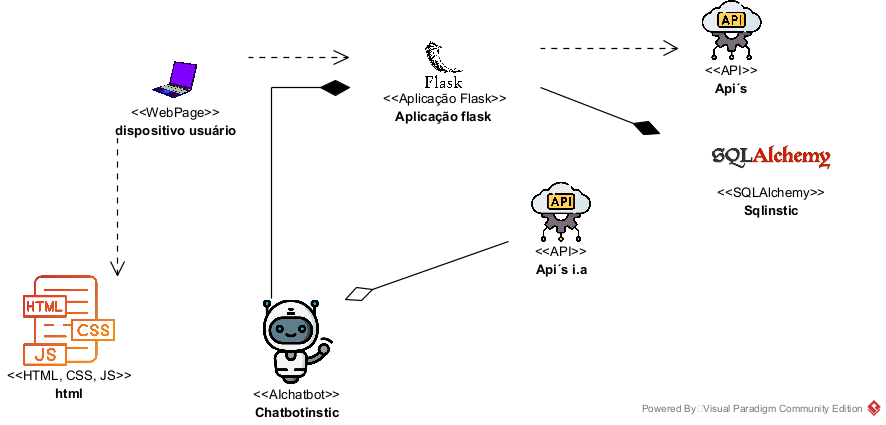 API
<<API>>
Api´s
Flask
<<WebPage>>
dispositivo usuário
<<Aplicação Flask>>
Aplicação flask
SQLAlchemy
<<SQLAlchemy>>
Sqlinstic
API
<<API>>
Api´s i.a
HTML
CSS
JS
<<HTML, CSS, JS>>
html
<<AIchatbot>>
Chatbotinstic
Powered By Visual Paradigm Community Edition